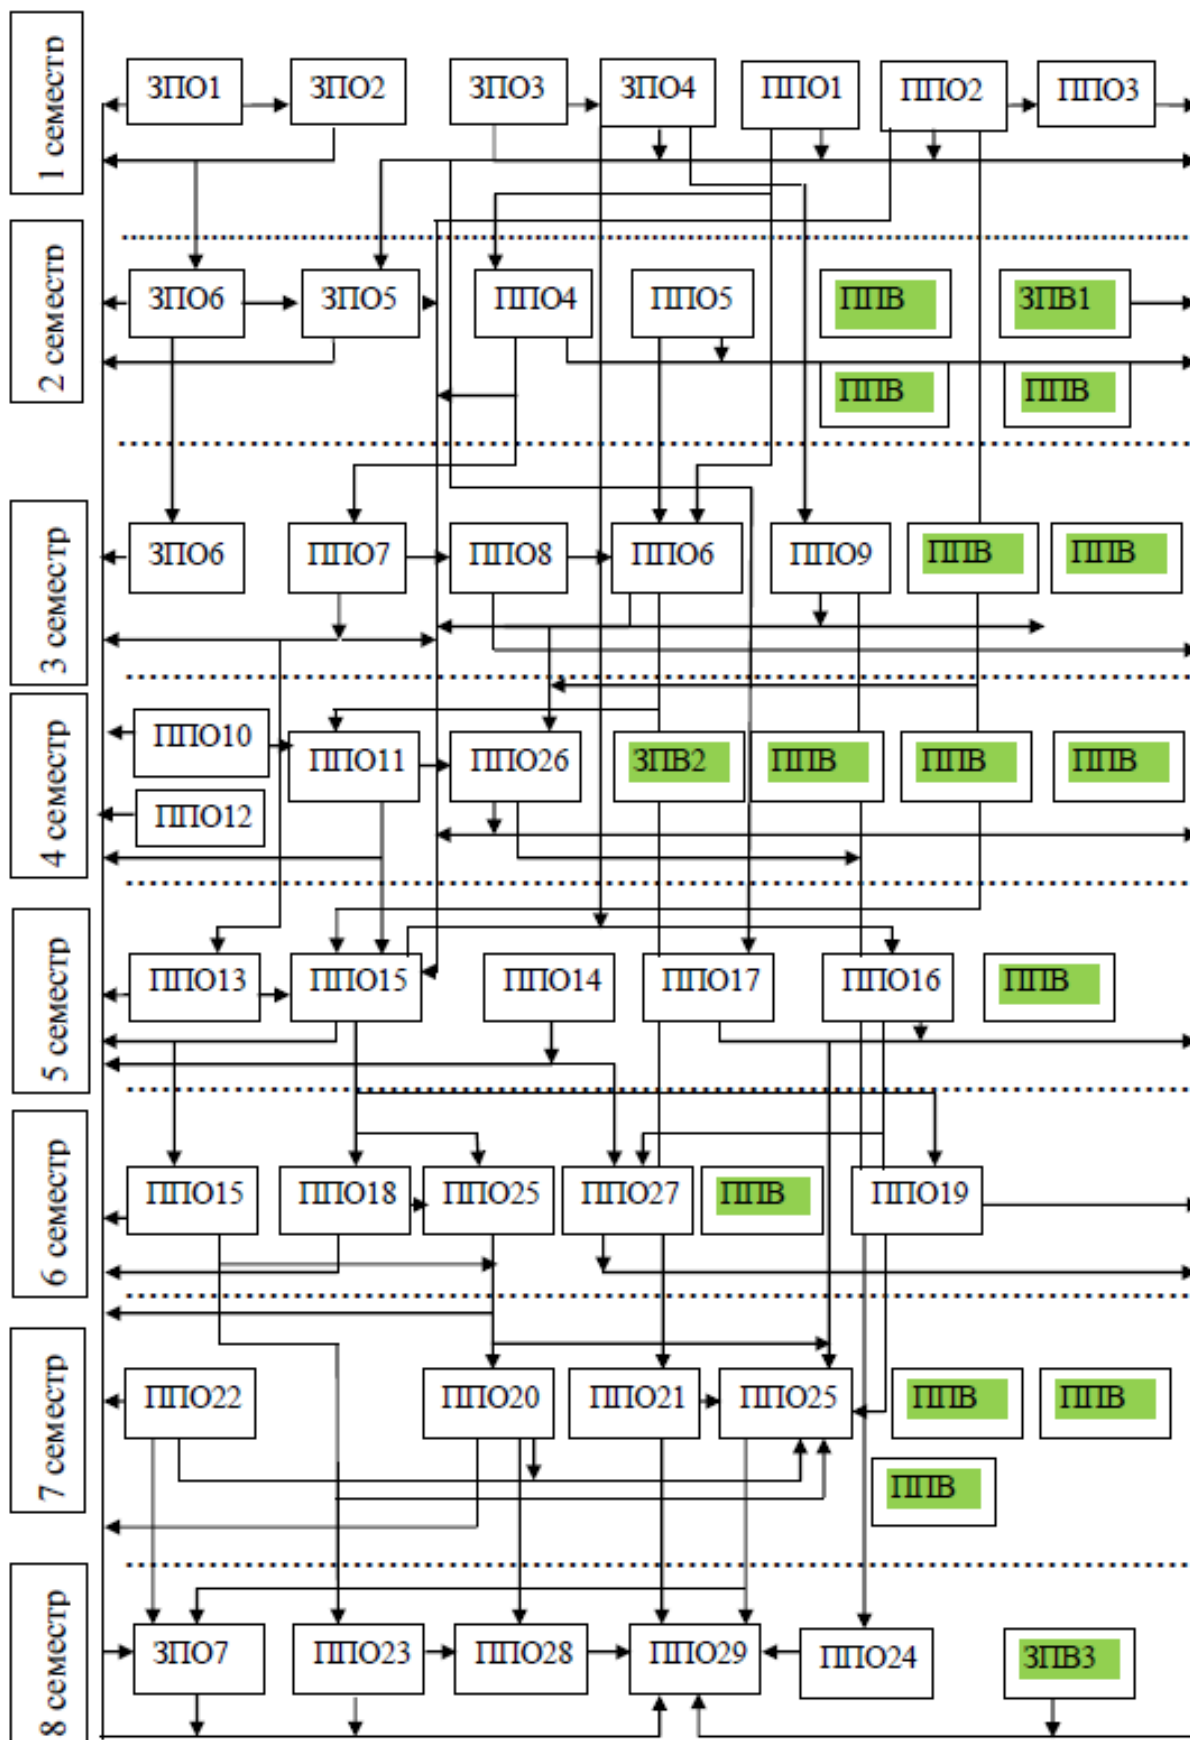 1 семестр
ЗПО1 ЗПО2 ЗПО3 ЗПО4 ППО1 ППО2 ППО3
2 семестр
ЗПО6 ЗПО5 ППО4 ППО5 ППВ ЗПВ1
ППВ ППВ
3 семестр
ЗПО6 ППО7 ППО8 ППО6 ППО9 ППВ ППВ
4 семестр
ППО10 ППО11 ППО26 ЗПВ2 ППВ ППВ ППВ
ППО12
5 семестр
ППО13 ППО15 ППО14 ППО17 ППО16 ППВ
6 семестр
ППО15 ППО18 ППО25 ППО27 ППВ ППО19
7 семестр
ППО22 ППО20 ППО21 ППО25 ППВ ППВ
ППВ
8 семестр
ЗПО7 ППО23 ППО28 ППО29 ППО24 ЗПВ3